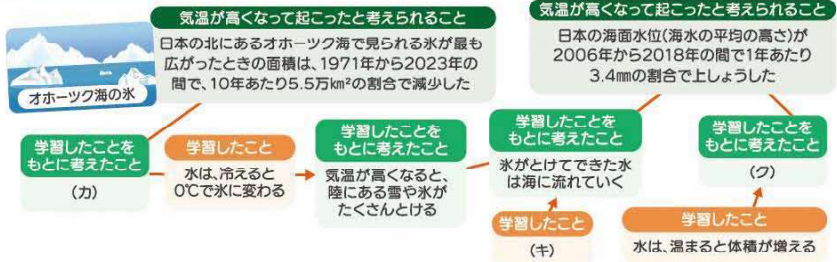 気温が高くなって起こったと考えられること
日本の北にあるオホーツク海で見られる氷が最も
広がったときの面積は、1971年から2023年の
間で、10年あたり5.5万km²の割合で減少した
オホーツク海の氷
気温が高くなって起こったと考えられること
日本の海面水位(海水の平均の高さ)が
2006年から2018年の間で1年あたり
3.4mmの割合で上しょうした
学習したことを
もとに考えたこと
(カ)
学習したこと
水は、冷えると
0℃で氷に変わる
学習したことを
もとに考えたこと
気温が高くなると、
陸にある雪や氷が
たくさんとける
学習したことを
もとに考えたこと
氷がとけてできた水
は海に流れていく
学習したこと
(キ)
学習したことを
もとに考えたこと
(ク)
学習したこと
水は、温まると体積が増える